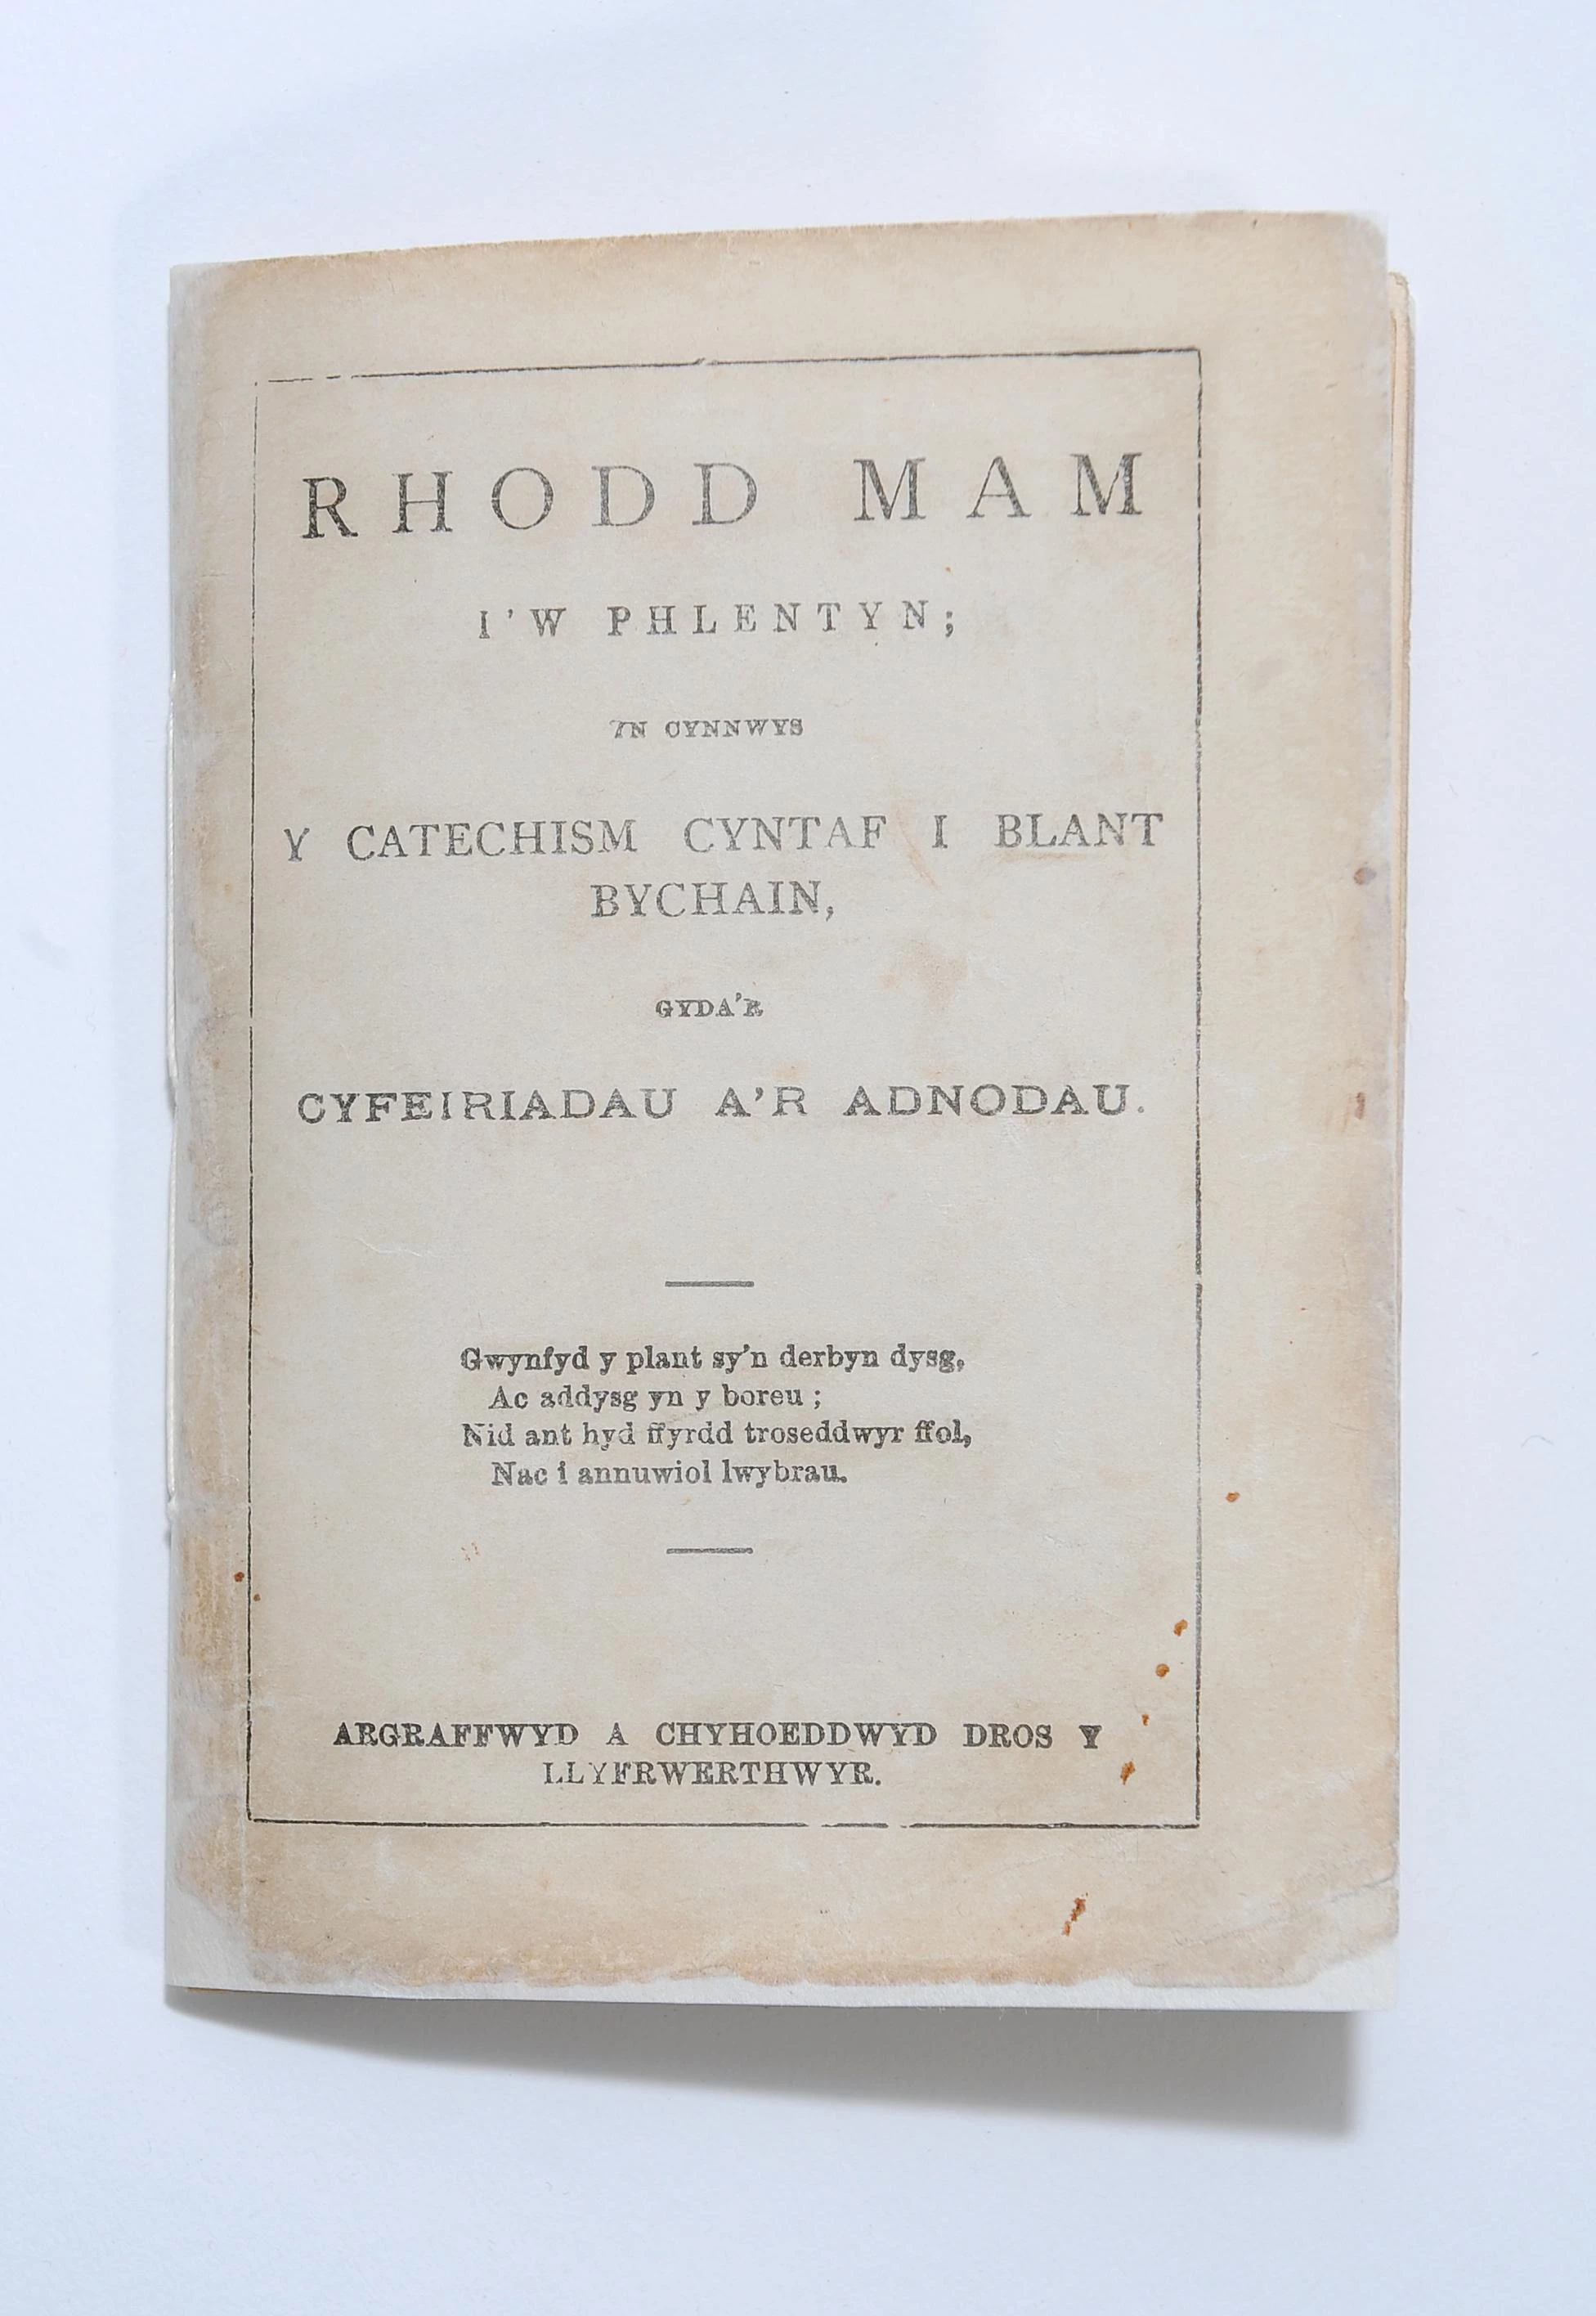 RHODD MAM
I'W PHLENTYN;
YN CYNNWYS
Y CATECHISM CYNTAF I BLANT
BYCHAIN,
GYDA'R
CYFEIRIADAU A'R ADNODAU.
Gwynfyd y plant sy'n derbyn dysg,
Ac addysg yn y boreu ;
Nid ant hyd ffyrdd troseddwyr ffol,
Nac i annuwiol lwybrau.
ARGRAFFWYD A CHYHOEDDWYD DROS Y
LLYFRWERTHWYR.